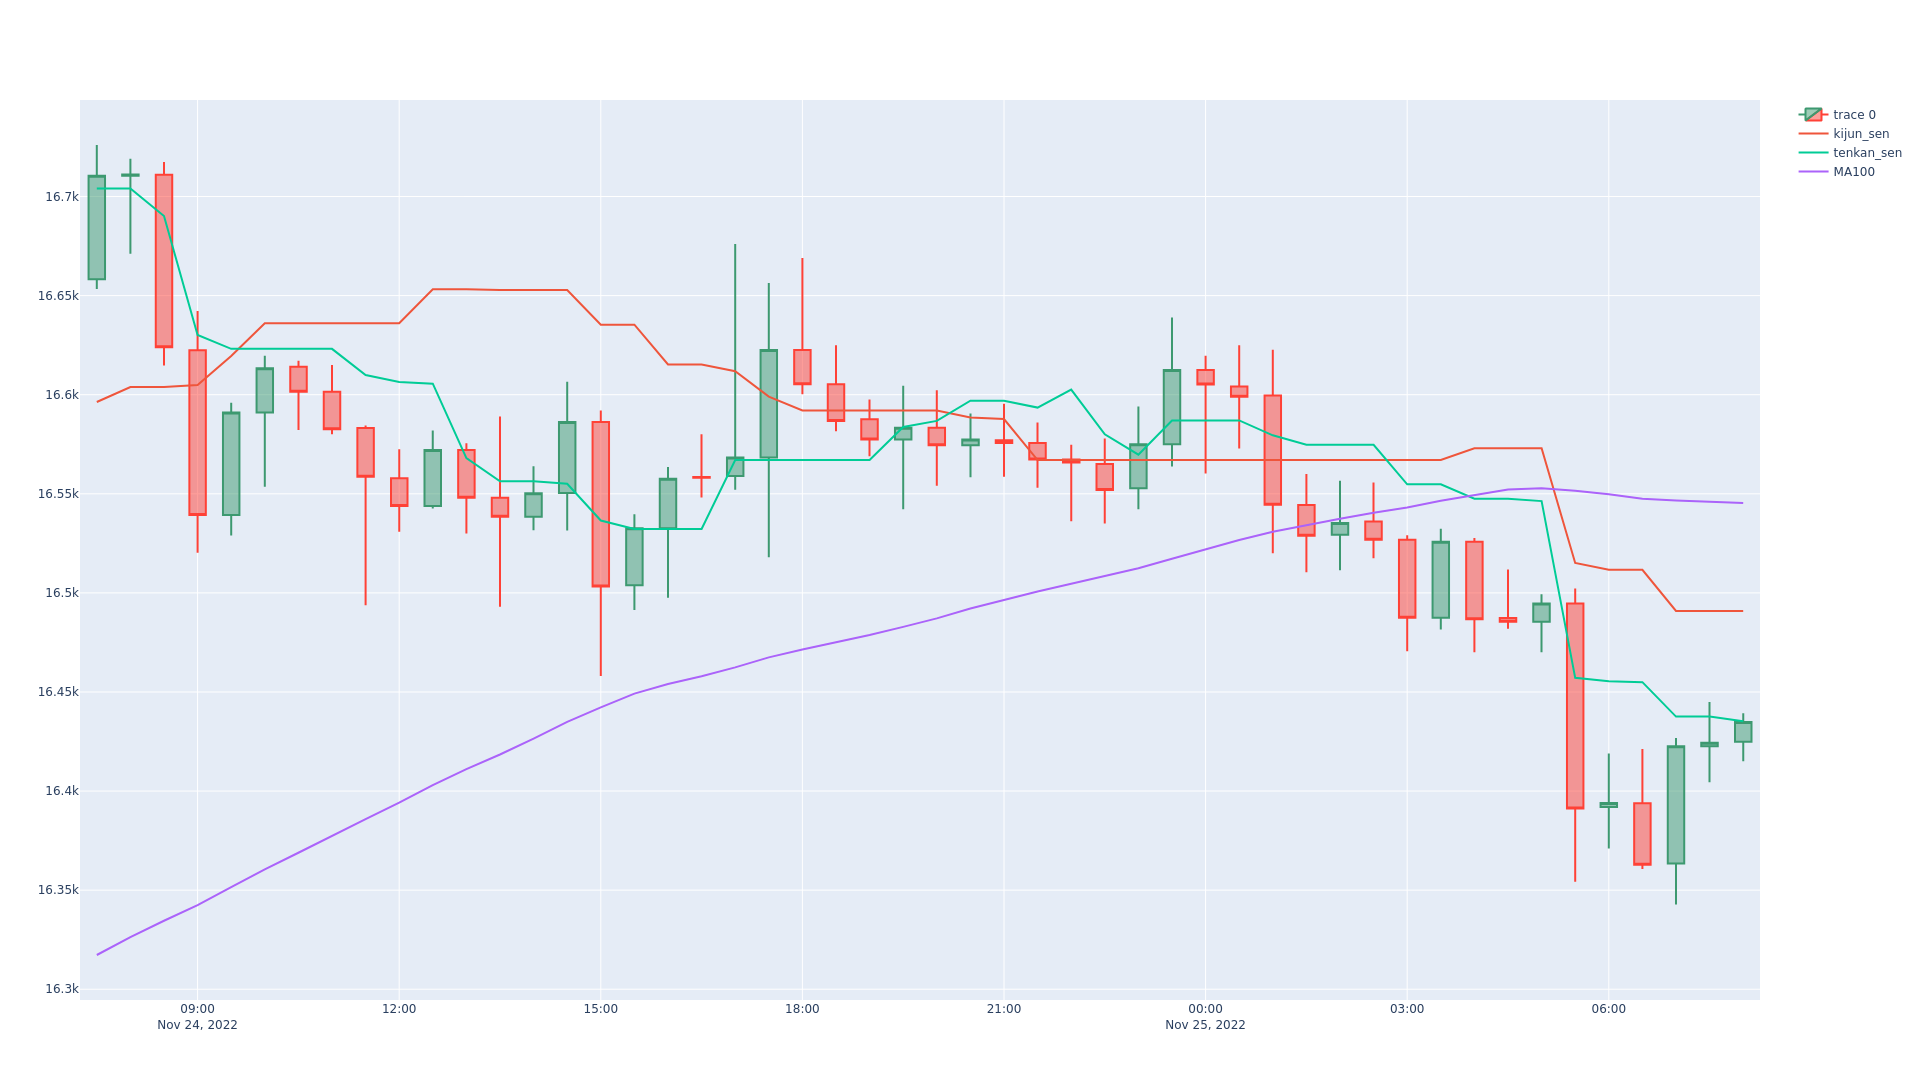 trace 0
kijun_sen
tenkan_sen
MA100
16.7k
16.65k
16.6k
16.55k
16.5k
16.45k
16.4k
16.35k
16.3k
09:00 12:00 15:00 18:00 21:00 00:00 03:00 06:00
Nov 24, 2022 Nov 25, 2022